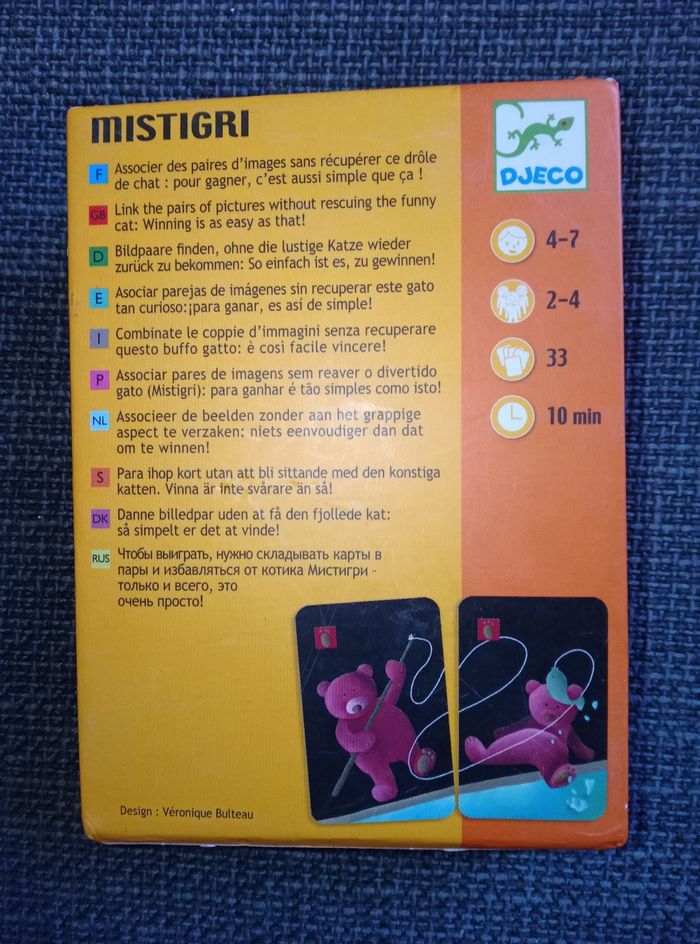 MISTIGRI
F
Associer des paires d'images sans récupérer ce drôle
de chat : pour gagner, c'est aussi simple que ça !
GB
Link the pairs of pictures without rescuing the funny
cat: Winning is as easy as that!
D
Bildpaare finden, ohne die lustige Katze wieder
zurück zu bekommen: So einfach ist es, zu gewinnen!
E
Asociar parejas de imágenes sin recuperar este gato
tan curioso:¡para ganar, es así de simple!
I
Combinate le coppie d'immagini senza recuperare
questo buffo gatto: è così facile vincere!
P
Associar pares de imagens sem reaver o divertido
gato (Mistigri): para ganhar é tão simples como isto!
NL
Associeer de beelden zonder aan het grappige
aspect te verzaken: niets eenvoudiger dan dat
om te winnen!
S
Para ihop kort utan att bli sittande med den konstiga
katten. Vinna är inte svårare än så!
DK
Danne billedpar uden at få den fjollede kat:
så simpelt er det at vinde!
RUS
Чтобы выиграть, нужно складывать карты в
пары и избавляться от котика Мистигри -
только и всего, это
очень просто!
Design : Véronique Bulteau
DJECO
4-7
2-4
33
10 min